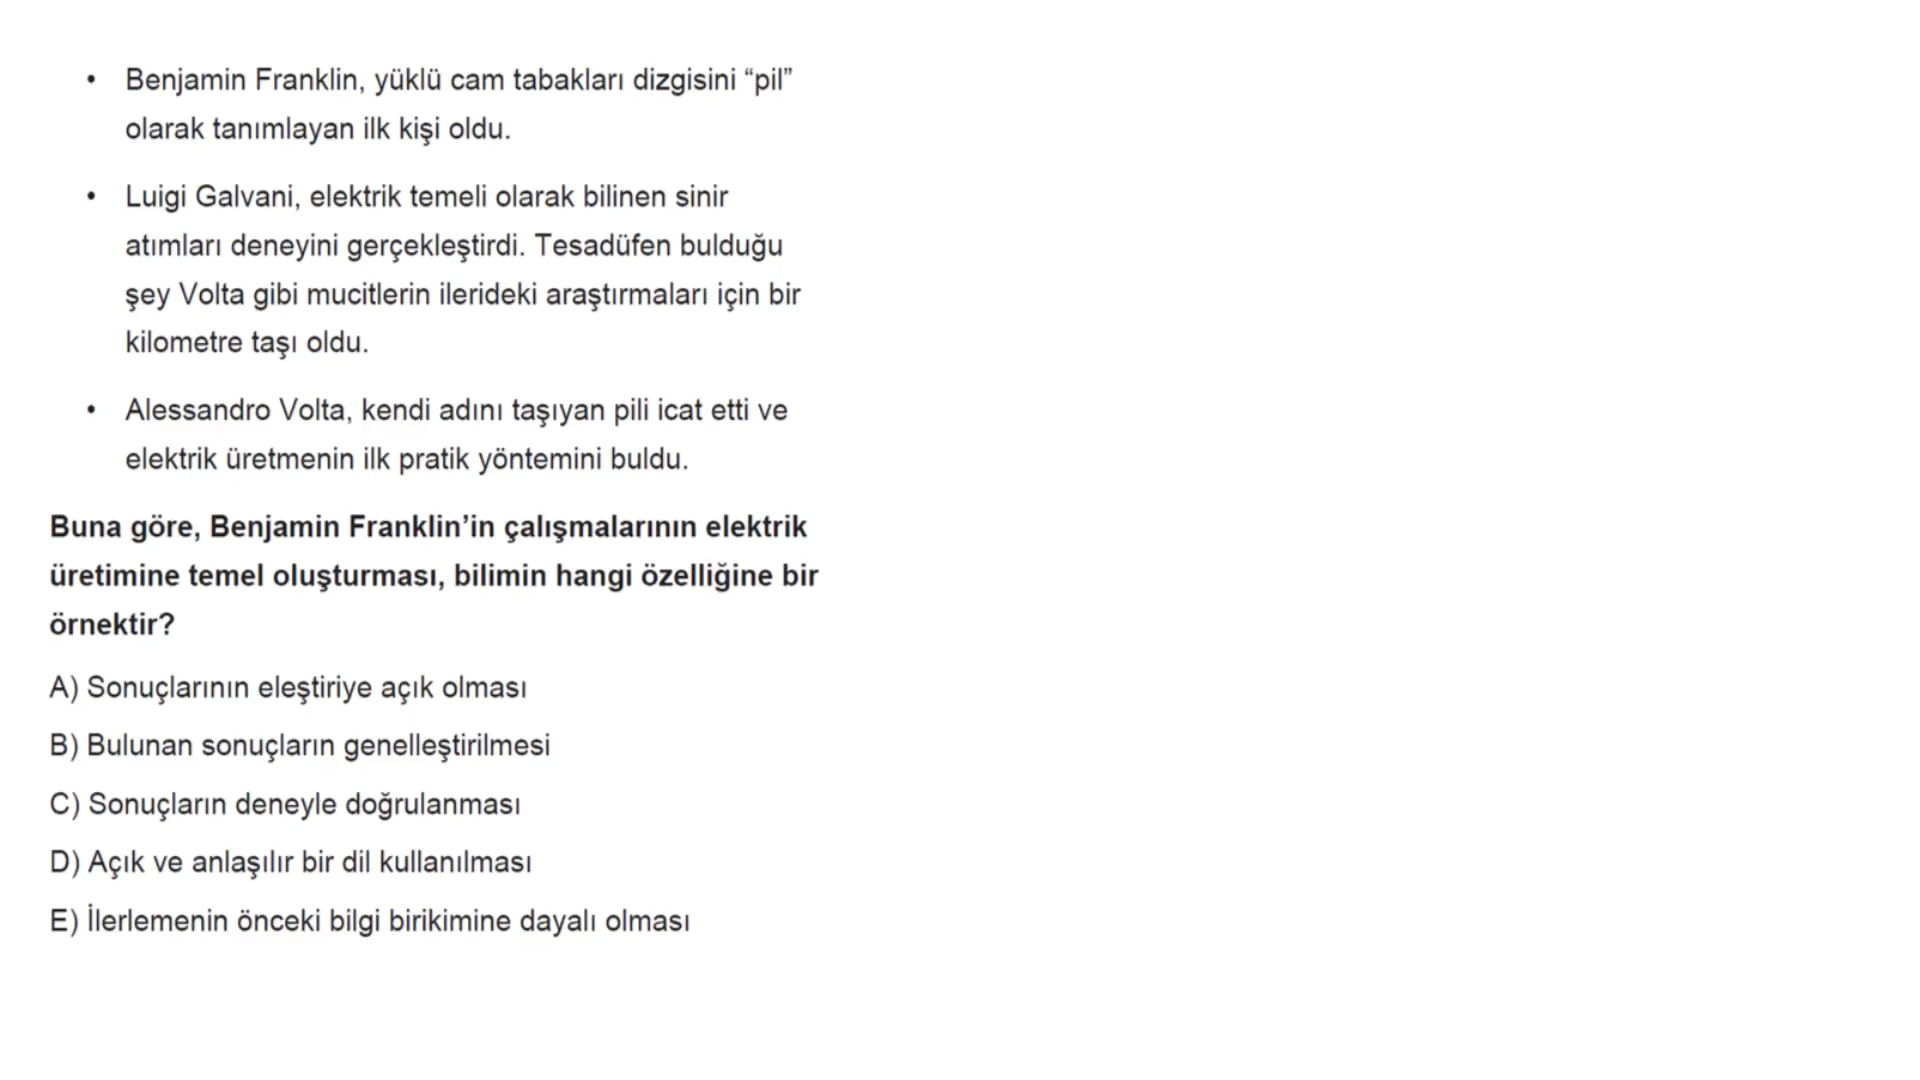 • Benjamin Franklin, yüklü cam tabakları dizgisini “pil”
olarak tanımlayan ilk kişi oldu.
• Luigi Galvani, elektrik temeli olarak bilinen sinir
atımları deneyini gerçekleştirdi. Tesadüfen bulduğu
şey Volta gibi mucitlerin ilerideki araştırmaları için bir
kilometre taşı oldu.
• Alessandro Volta, kendi adını taşıyan pili icat etti ve
elektrik üretmenin ilk pratik yöntemini buldu.
Buna göre, Benjamin Franklin’in çalışmalarının elektrik
üretimine temel oluşturması, bilimin hangi özelliğine bir
örnektir?
A) Sonuçlarının eleştiriye açık olması
B) Bulunan sonuçların genelleştirilmesi
C) Sonuçların deneyle doğrulanması
D) Açık ve anlaşılır bir dil kullanılması
E) İlerlemenin önceki bilgi birikimine dayalı olması